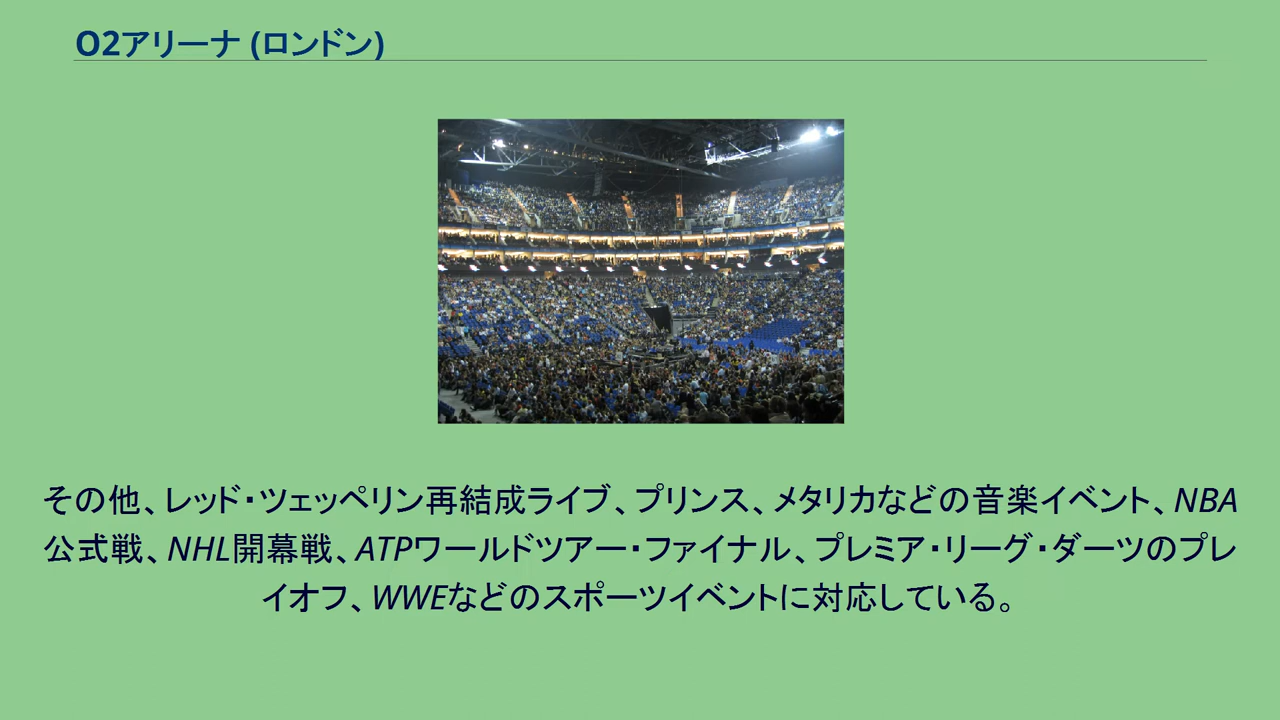 O2アリーナ (ロンドン)
その他、レッド・ツェッペリン再結成ライブ、プリンス、メタリカなどの音楽イベント、NBA
公式戦、NHL開幕戦、ATPワールドツアー・ファイナル、プレミア・リーグ・ダーツのプレ
イオフ、WWEなどのスポーツイベントに対応している。